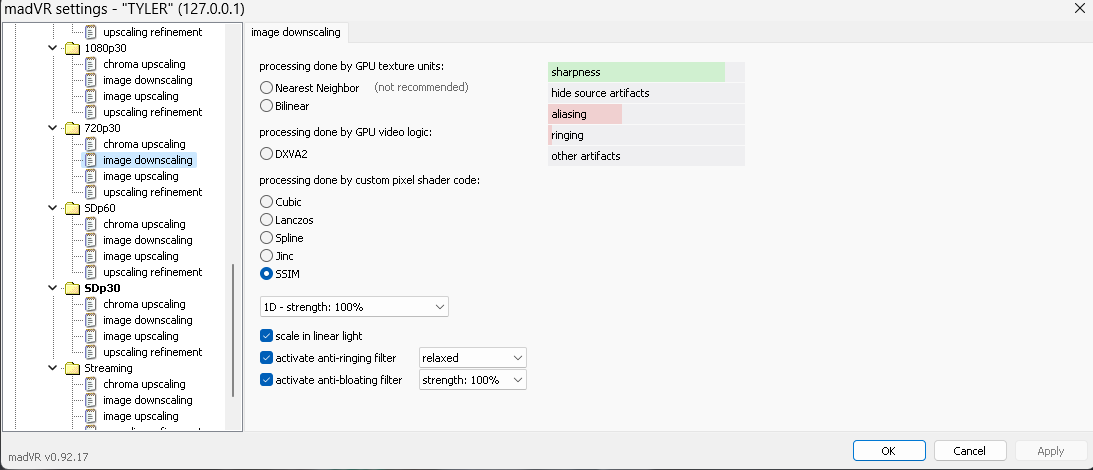 madVR settings - "TYLER" (127.0.0.1)
upscaling refinement
1080p30
chroma upscaling
image downscaling
image upscaling
upscaling refinement
720p30
chroma upscaling
image downscaling
image upscaling
upscaling refinement
SDp60
chroma upscaling
image downscaling
image upscaling
upscaling refinement
SDp30
chroma upscaling
image downscaling
image upscaling
upscaling refinement
Streaming
chroma upscaling
image downscaling
image upscaling
image downscaling
processing done by GPU texture units:
Nearest Neighbor (not recommended)
Bilinear
processing done by GPU video logic:
DXVA2
processing done by custom pixel shader code:
Cubic
Lanczos
Spline
Jinc
SSIM
1D - strength: 100%
scale in linear light
activate anti-ringing filter relaxed
activate anti-bloating filter strength: 100%
sharpness
hide source artifacts
aliasing
ringing
other artifacts
madVR v0.92.17
OK Cancel Apply